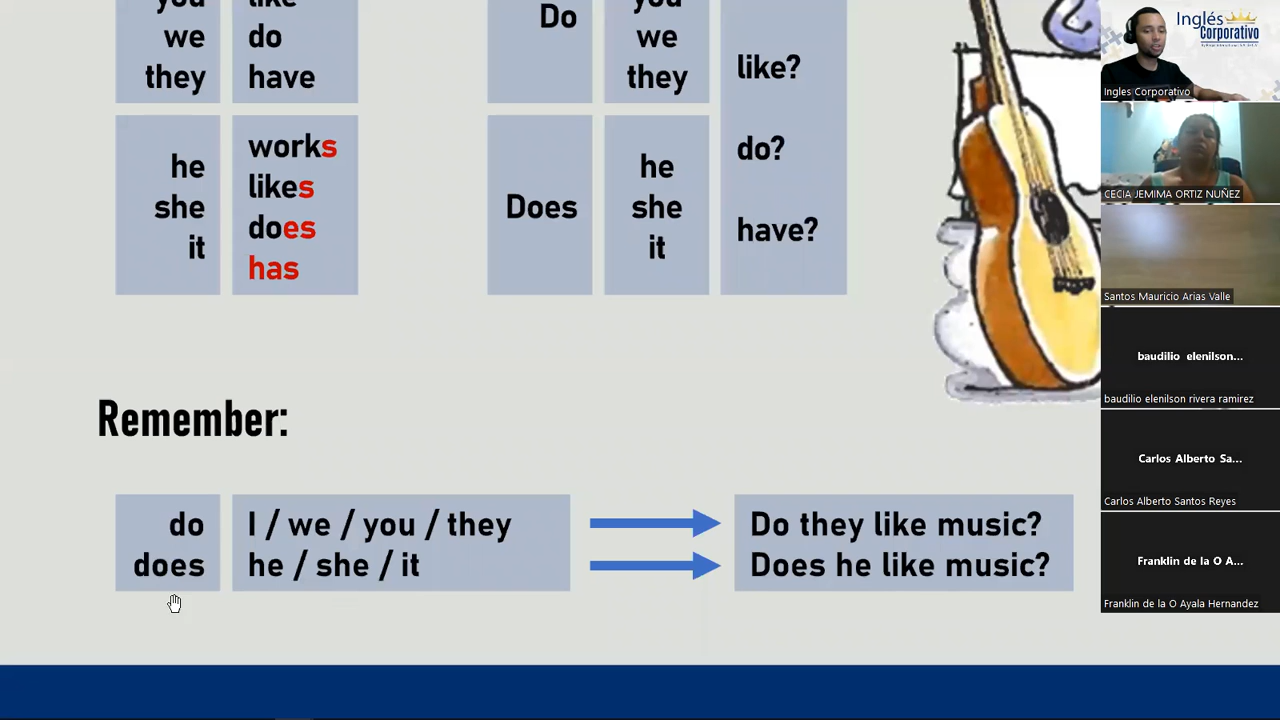 you
like
we
do
they
have
he
she
it
works
likes
does
has
Do
you
we
they
Does
he
she
it
like?
do?
have?
Remember:
do
does
I / we / you / they
he / she / it
Do they like music?
Does he like music?
Inglés
Corporativo
Ingles Corporativo
CECIA JEMIMA ORTIZ NUÑEZ
Santos Mauricio Arias Valle
baudilio elenilson...
baudilio elenilson rivera ramirez
Carlos Alberto Sa...
Carlos Alberto Santos Reyes
Franklin de la O A...
Franklin de la O Ayala Hernandez